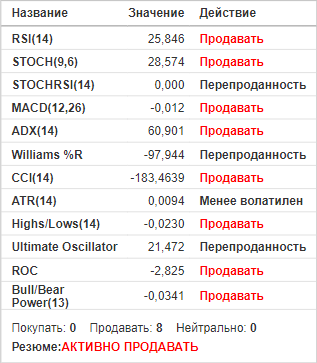 Название Значение Действие
RSI(14) 25,846 Продавать
STOCH(9,6) 28,574 Продавать
STOCHRSI(14) 0,000 Перепроданность
MACD(12,26) -0,012 Продавать
ADX(14) 60,901 Продавать
Williams %R -97,944 Перепроданность
CCI(14) -183,4639 Продавать
ATR(14) 0,0094 Менее волатилен
Highs/Lows(14) -0,0230 Продавать
Ultimate Oscillator 21,472 Перепроданность
ROC -2,825 Продавать
Bull/Bear
Power(13) -0,0341 Продавать
Покупать: 0 Продавать: 8 Нейтрально: 0
Резюме:АКТИВНО ПРОДАВАТЬ